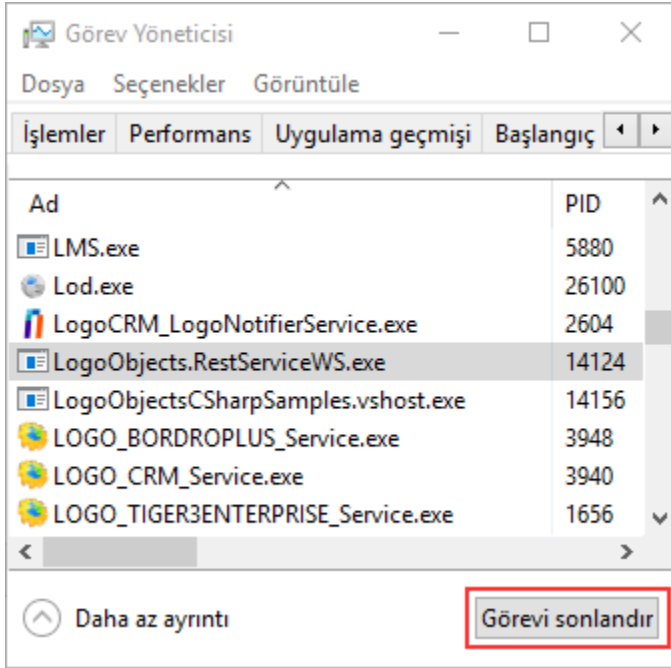 Görev Yöneticisi
Dosya Seçenekler Görüntüle
İşlemler Performans Uygulama geçmişi Başlangıç
Ad PID
LMS.exe 5880
Lod.exe 26100
LogoCRM_LogoNotifierService.exe 2604
LogoObjects.RestServiceWS.exe 14124
LogoObjectsCSharpSamples.vshost.exe 14156
LOGO_BORDROPLUS_Service.exe 3948
LOGO_CRM_Service.exe 3940
LOGO_TIGER3ENTERPRISE_Service.exe 1656
Daha az ayrıntı Görevi sonlandır